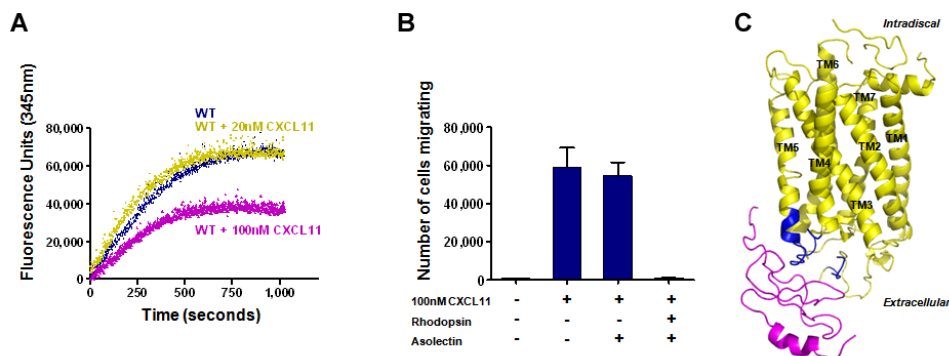 A
Fluorescence Units (345nm)
80,000
60,000
40,000
20,000
0
0 250 500 750 1,000
Time (seconds)
WT
WT + 20nM CXCL11
WT + 100nM CXCL11
B
Number of cells migrating
80,000
60,000
40,000
20,000
0
100nM CXCL11 - + + +
Rhodopsin - - - +
Asolectin - - + +
C
Intradiscal
TM6
TM7
TM5
TM4
TM2
TM1
TM3
Extracellular